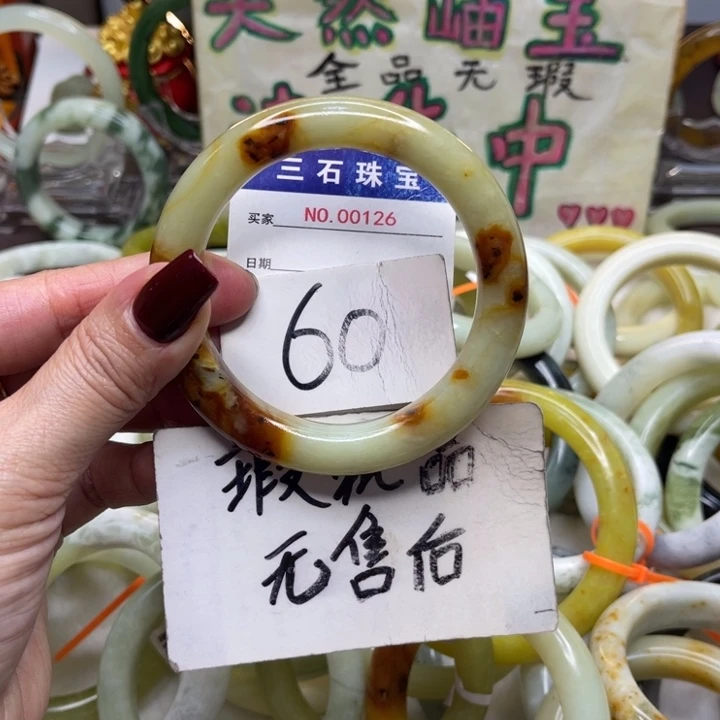 天然岫玉
全品无瑕
中
三石珠宝
买家 NO.00126
日期
60
瑕 品
无售后